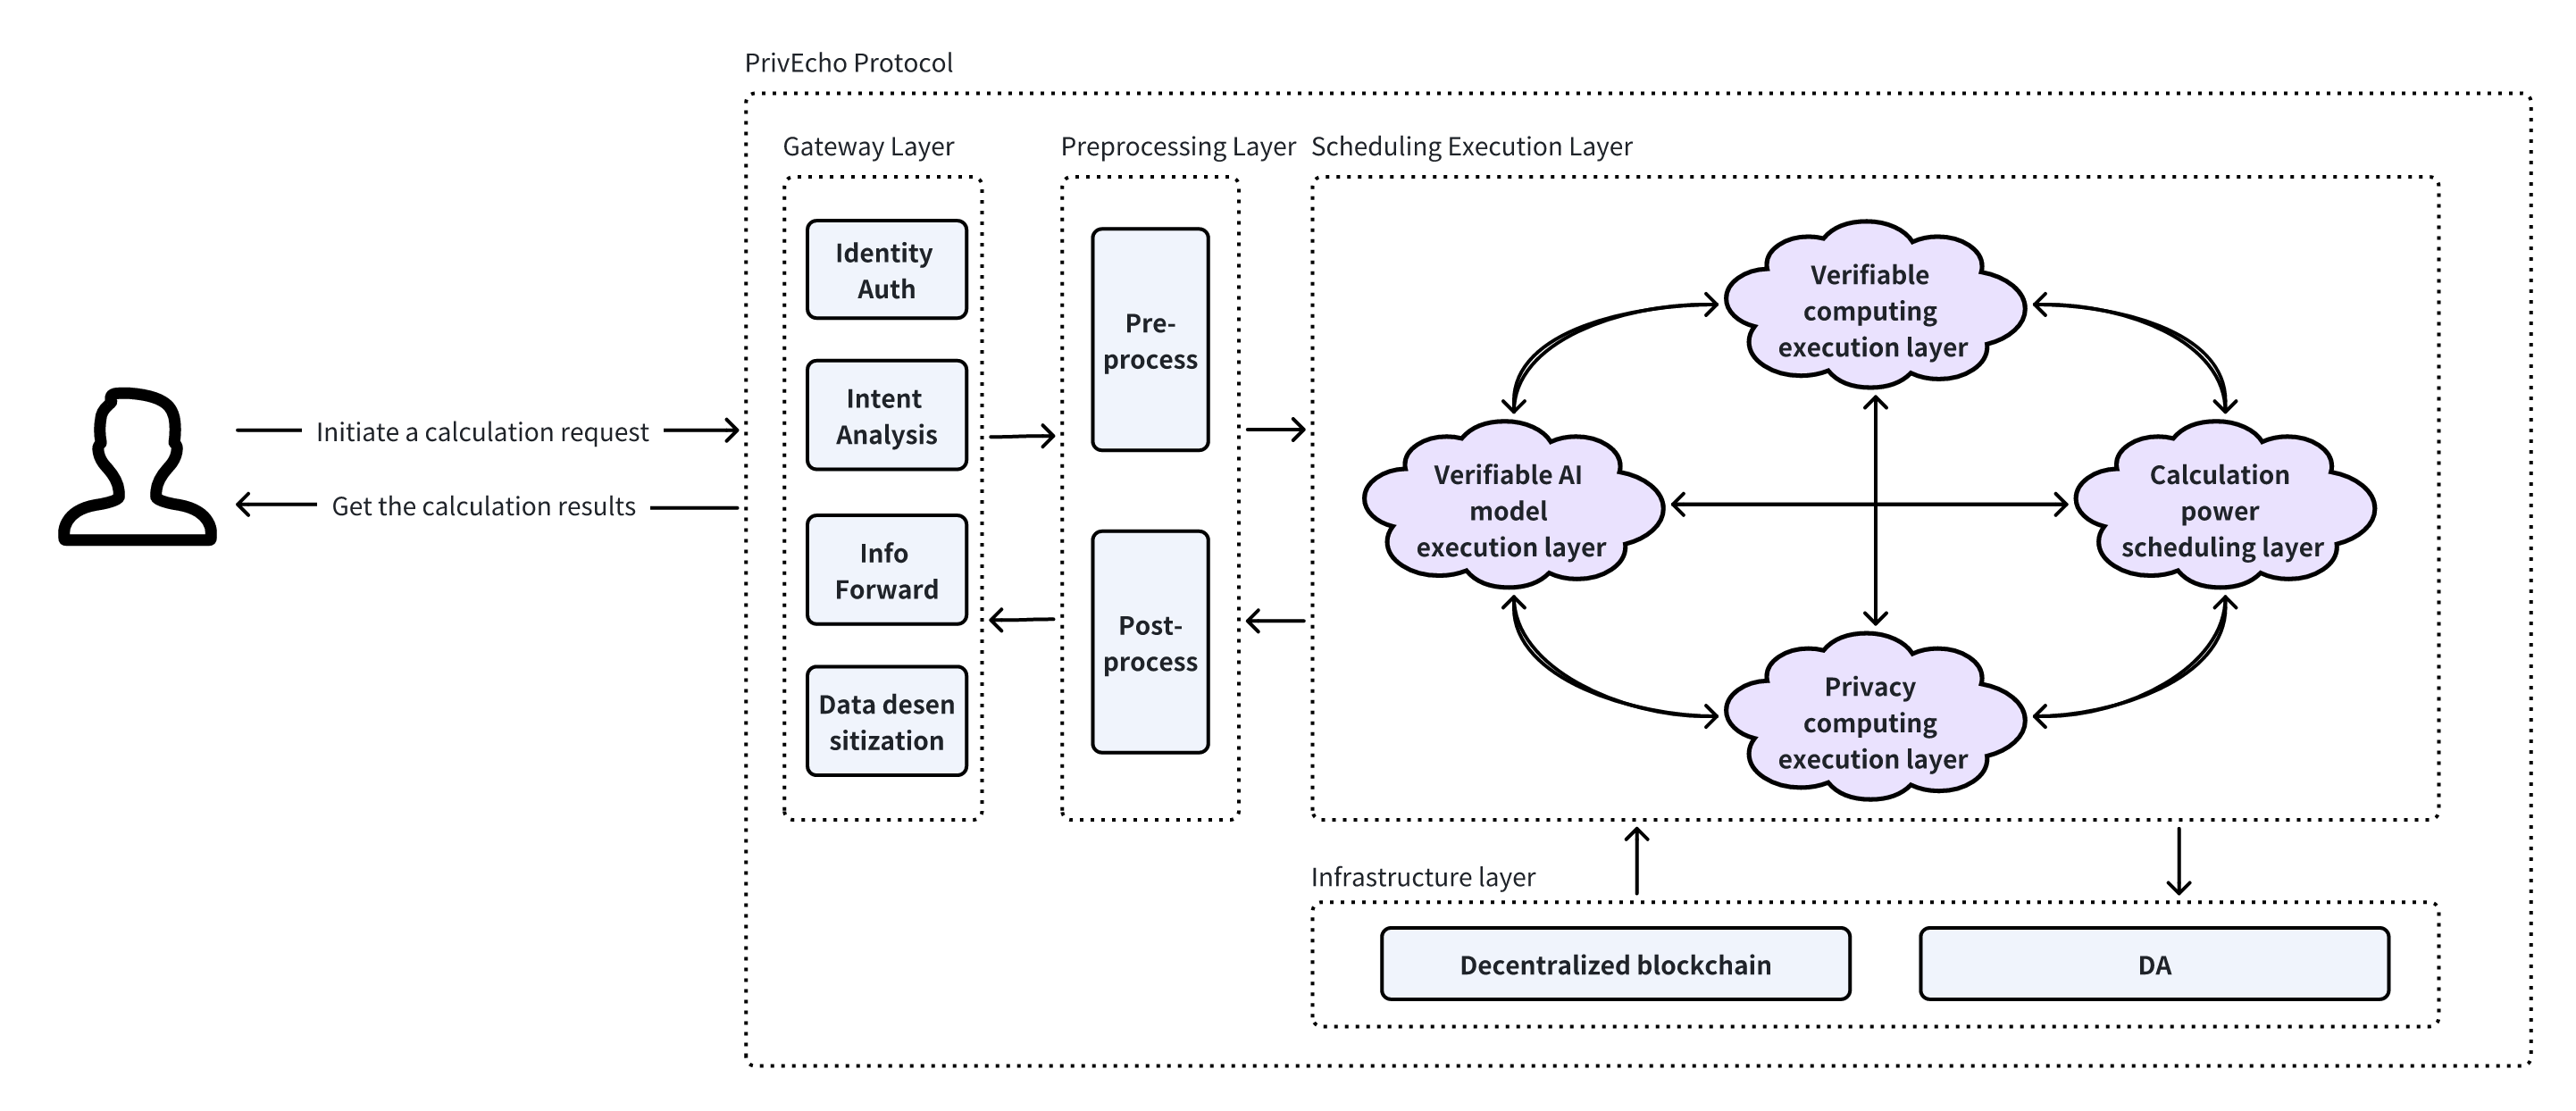 PrivEcho Protocol
Gateway Layer
Preprocessing Layer
Scheduling Execution Layer
Identity
Auth
Intent
Analysis
Info
Forward
Data desen
sitization
Pre-
process
Post-
process
Initiate a calculation request
Get the calculation results
Verifiable
computing
execution layer
Verifiable AI
model
execution layer
Calculation
power
scheduling layer
Privacy
computing
execution layer
Infrastructure layer
Decentralized blockchain
DA